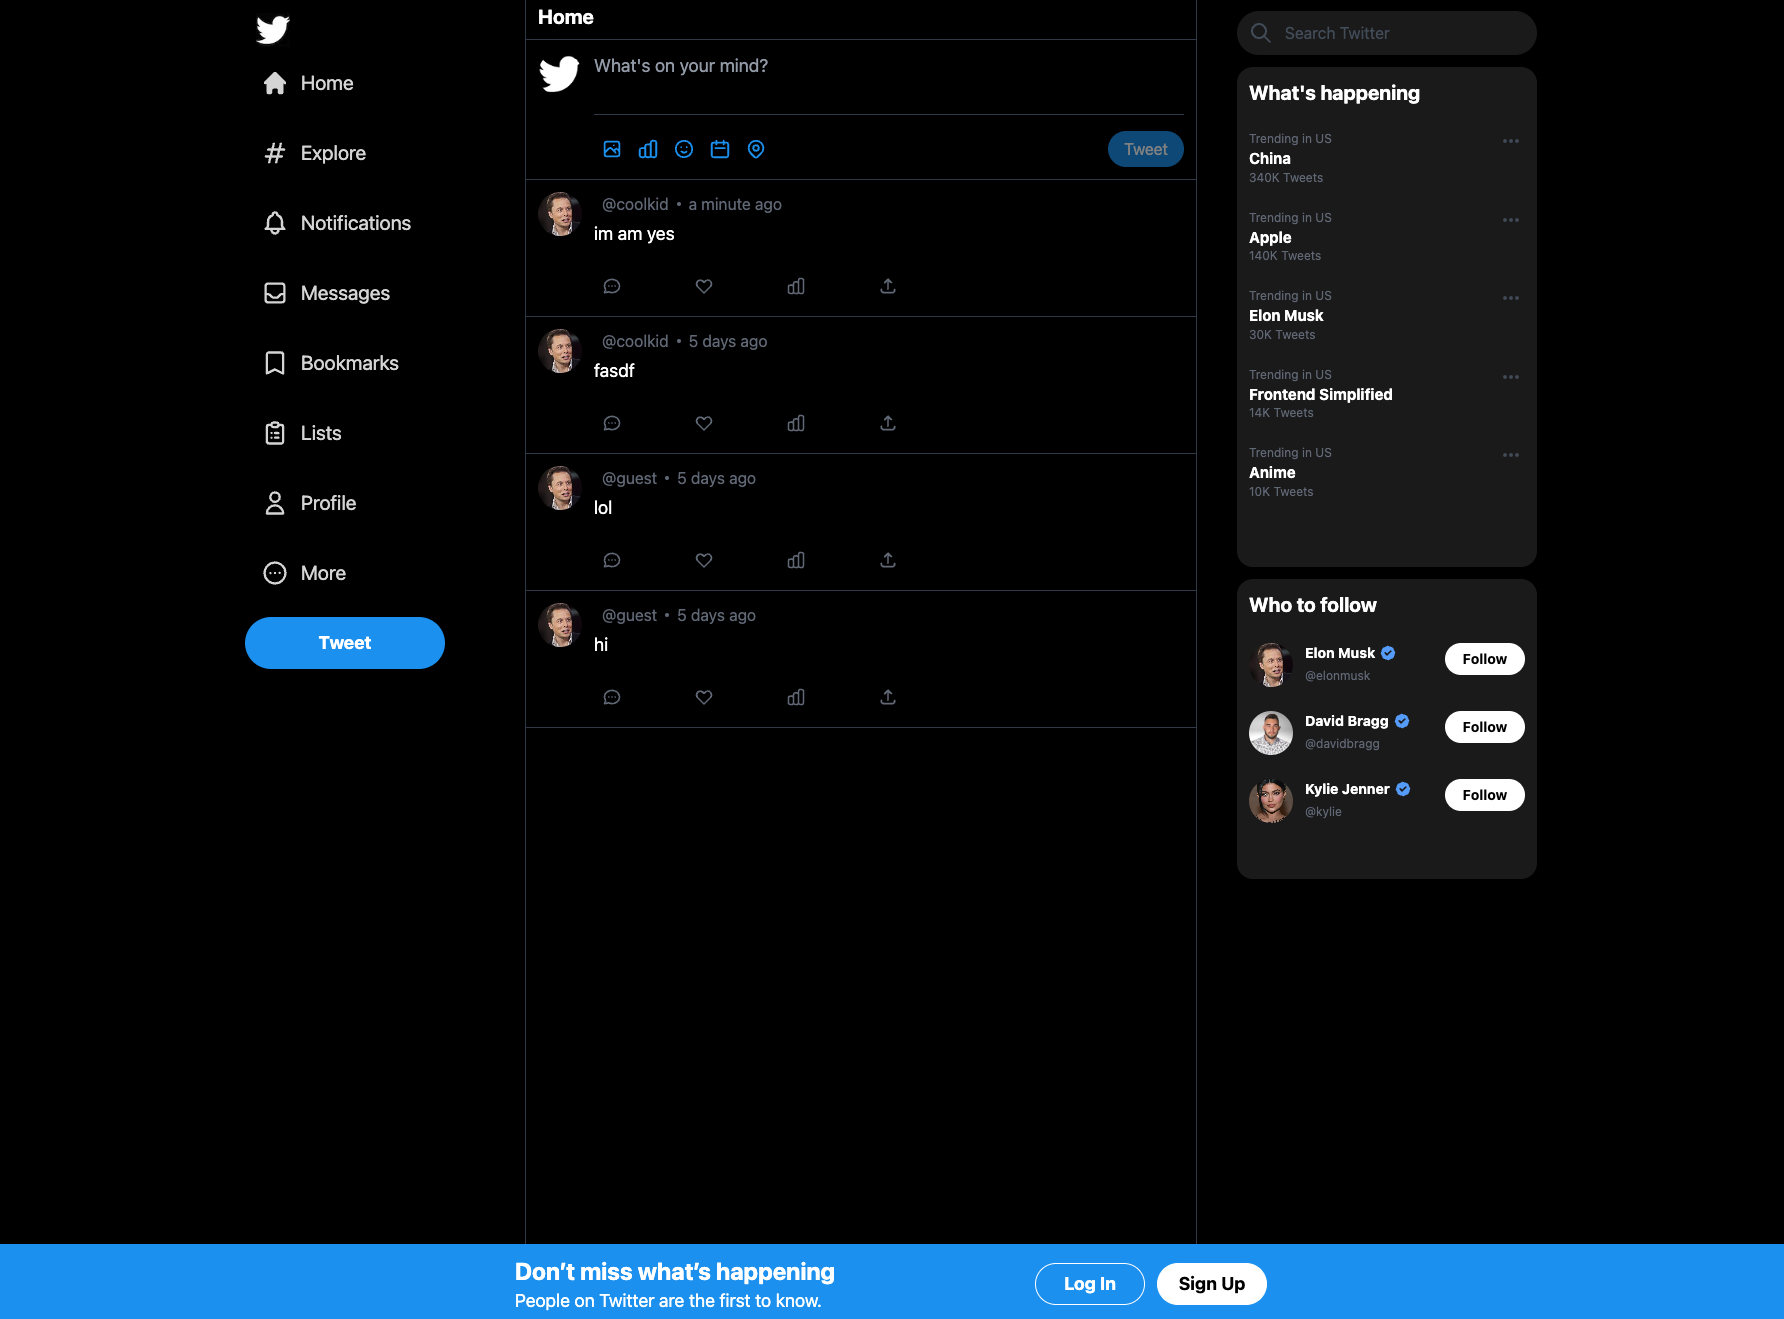 Home
Explore
Notifications
Messages
Bookmarks
Lists
Profile
More
Tweet
Home
What's on your mind?
Tweet
@coolkid • a minute ago
im am yes
@coolkid • 5 days ago
fasdf
@guest • 5 days ago
lol
@guest • 5 days ago
hi
Search Twitter
What's happening
Trending in US
China
340K Tweets
Trending in US
Apple
140K Tweets
Trending in US
Elon Musk
30K Tweets
Trending in US
Frontend Simplified
14K Tweets
Trending in US
Anime
10K Tweets
Who to follow
Elon Musk
@elonmusk
Follow
David Bragg
@davidbragg
Follow
Kylie Jenner
@kylie
Follow
Don’t miss what’s happening
People on Twitter are the first to know.
Log In
Sign Up